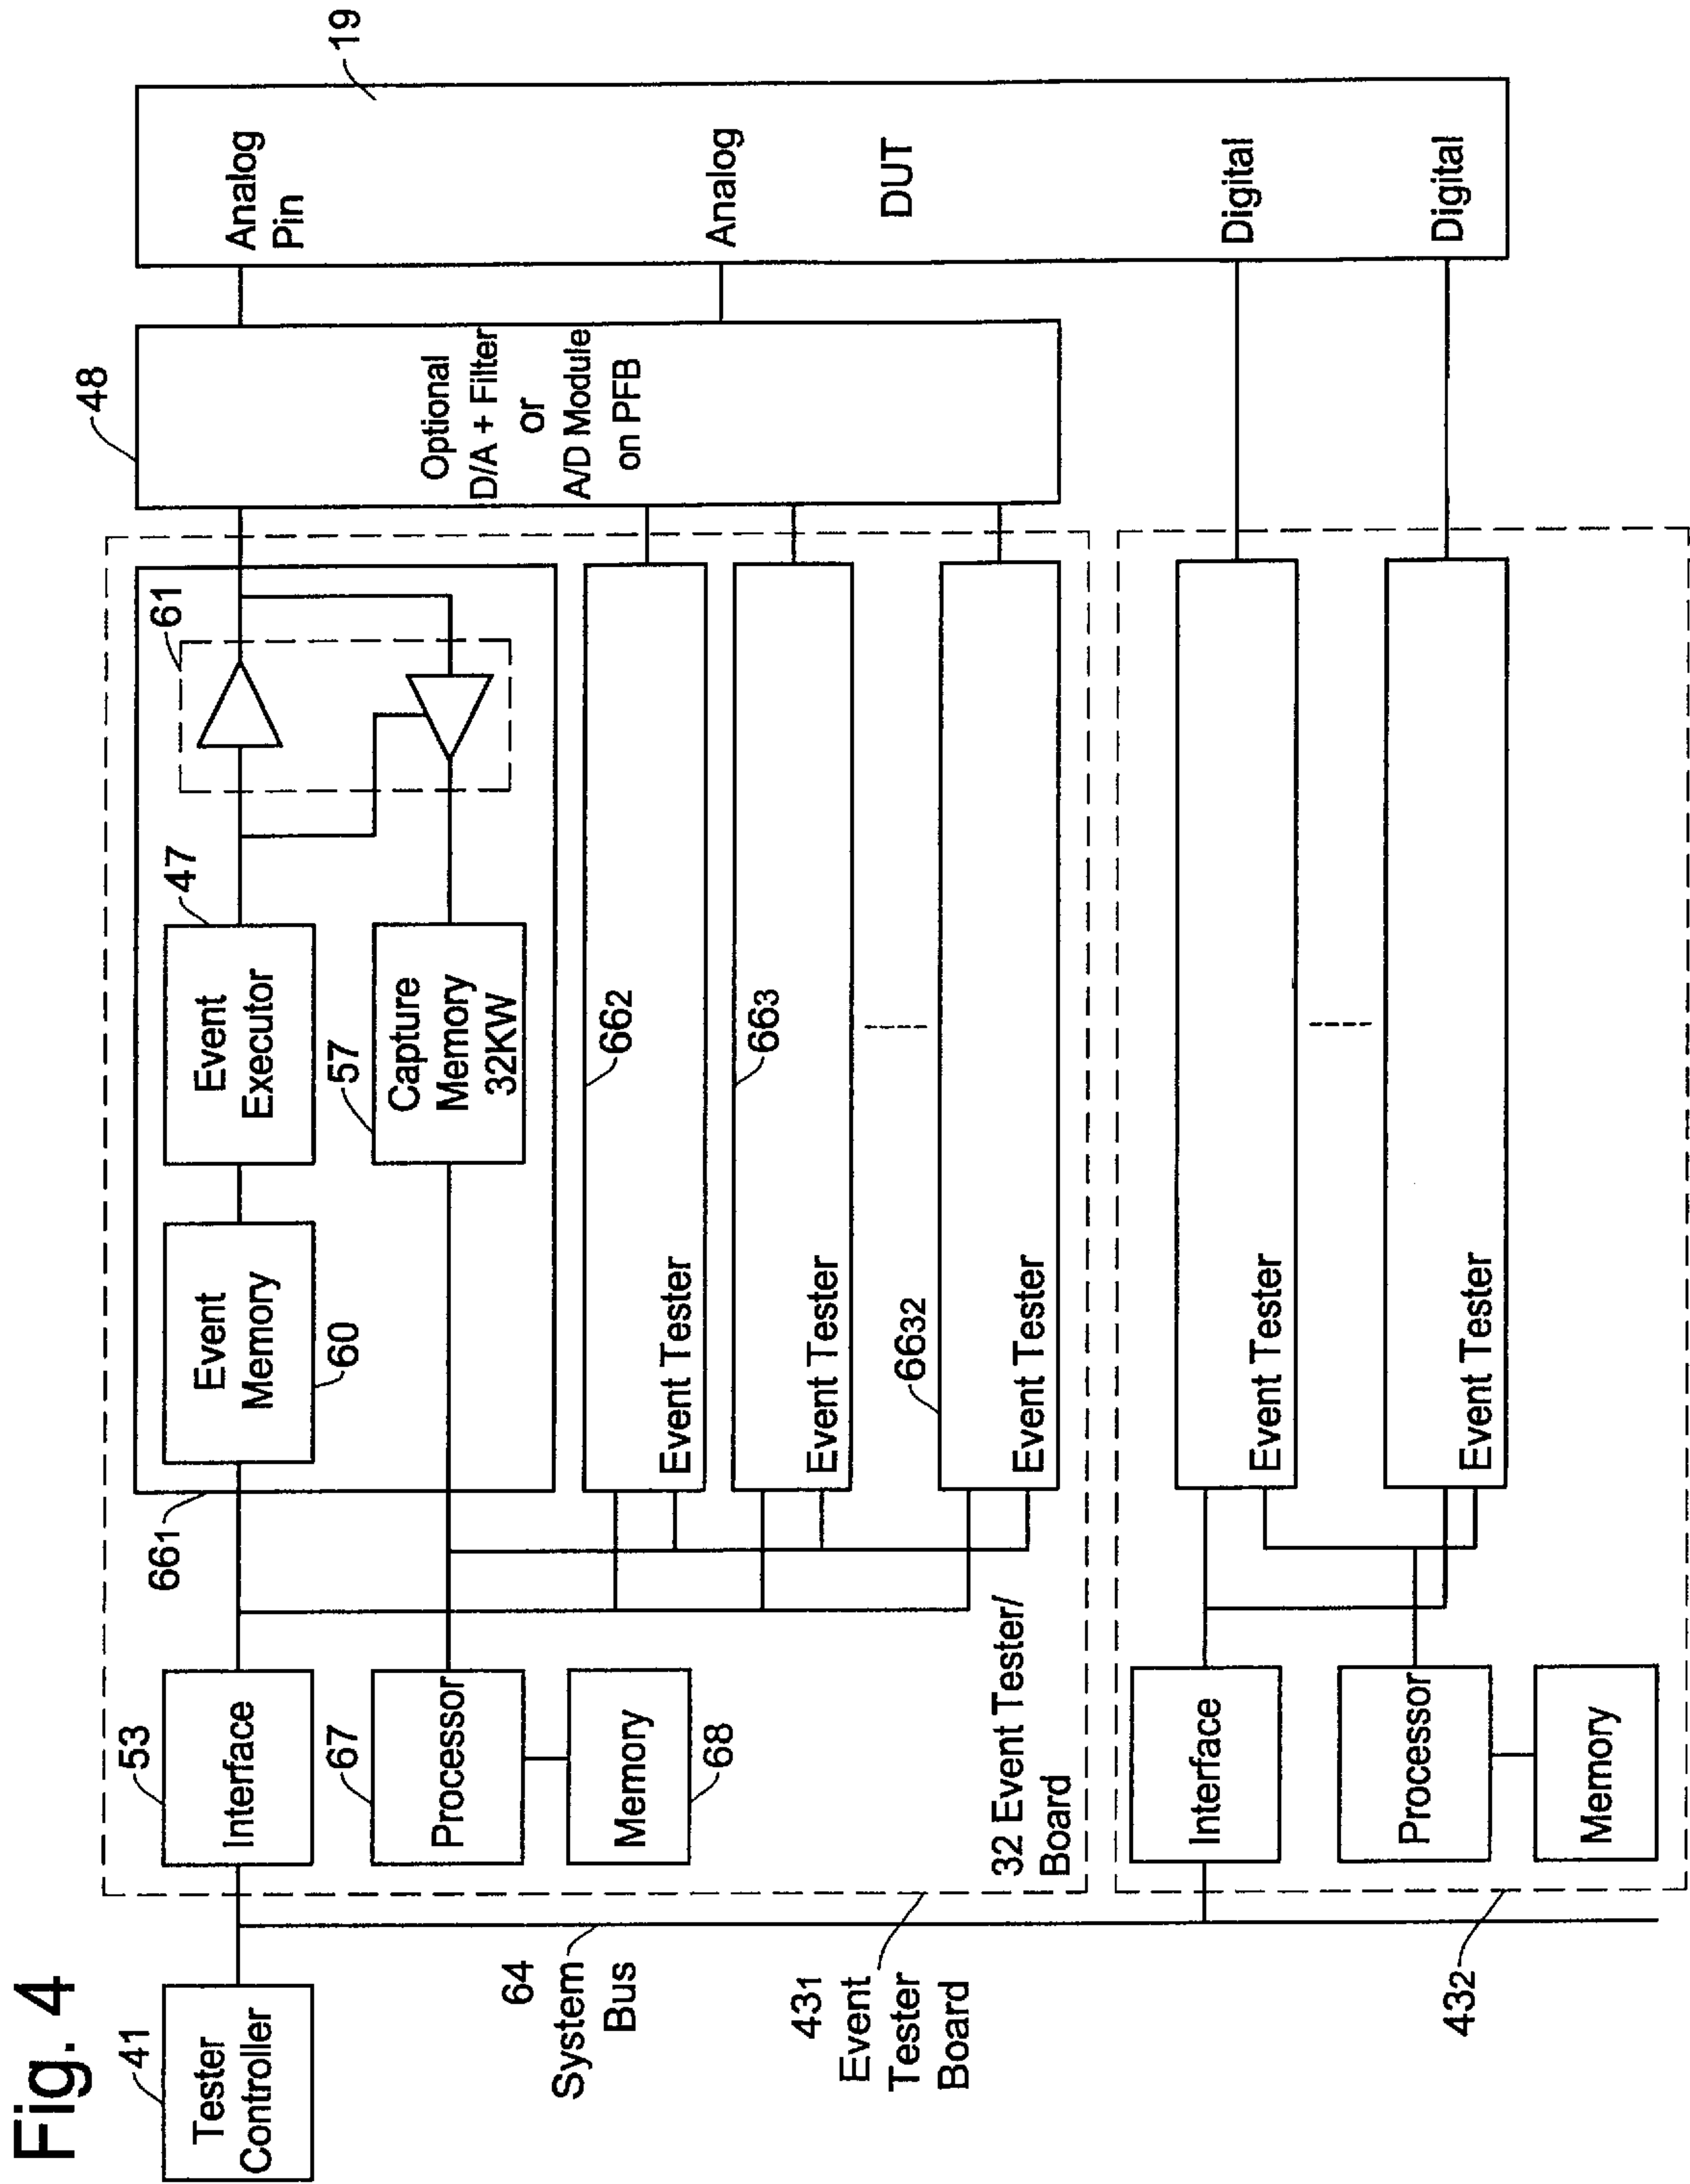 Fig. 4
41
Tester
Controller
64
System
Bus
431
Event
Tester
Board
432
53
Interface
67
Processor
Memory
68
32 Event Tester/
Board
661
Event
Memory
60
47
Event
Executor
57
Capture
Memory
32KW
61
662
Event Tester
663
Event Tester
6632
Event Tester
Interface
Processor
Memory
Event Tester
Event Tester
48
Optional
D/A + Filter
or
A/D Module
on PFB
19
Analog
Pin
Analog
DUT
Digital
Digital